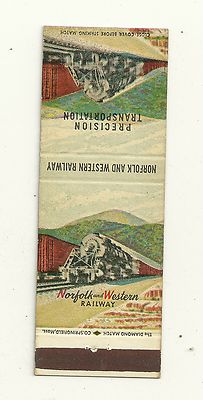 CLOSE COVER BEFORE STRIKING MATCH
PRECISION
TRANSPORTATION
NORFOLK AND WESTERN RAILWAY
Norfolk and Western
RAILWAY
THE DIAMOND MATCH CO. SPRINGFIELD, MASS.